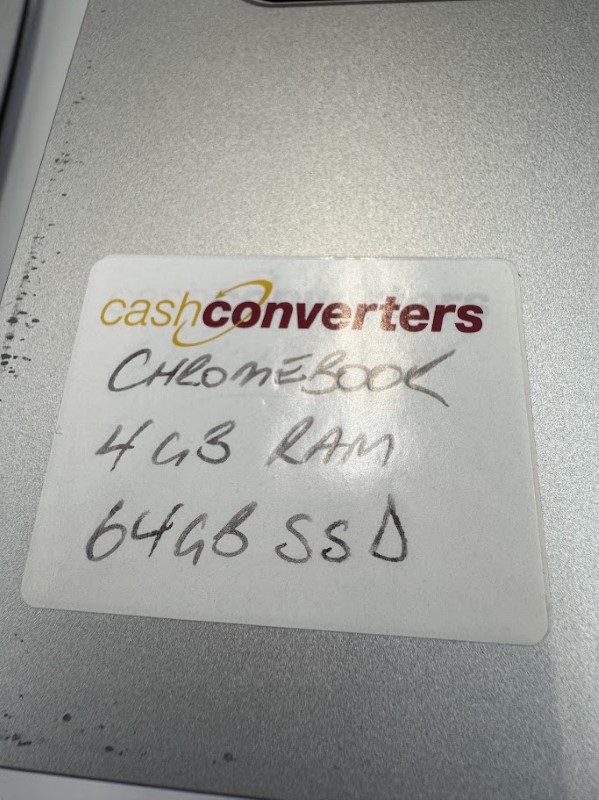 cashconverters
CHROMEBOOK
4GB RAM
64GB SSD